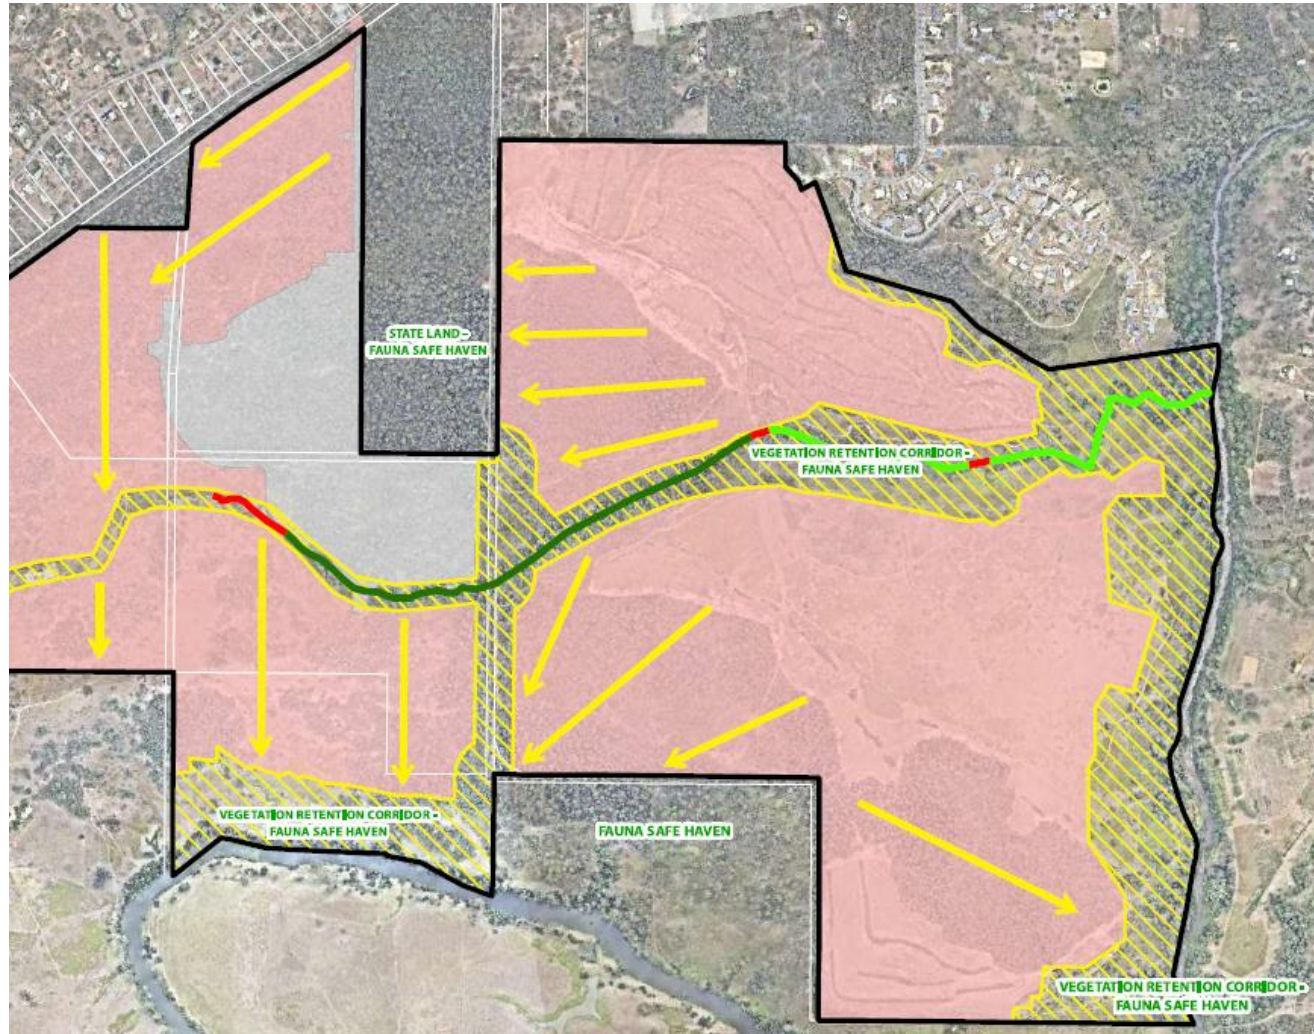 STATE LAND –
FAUNA SAFE HAVEN
VEGETATION RETENTION CORRIDOR –
FAUNA SAFE HAVEN
VEGETATION RETENTION CORRIDOR –
FAUNA SAFE HAVEN
FAUNA SAFE HAVEN
VEGETATION RETENTION CORRIDOR –
FAUNA SAFE HAVEN